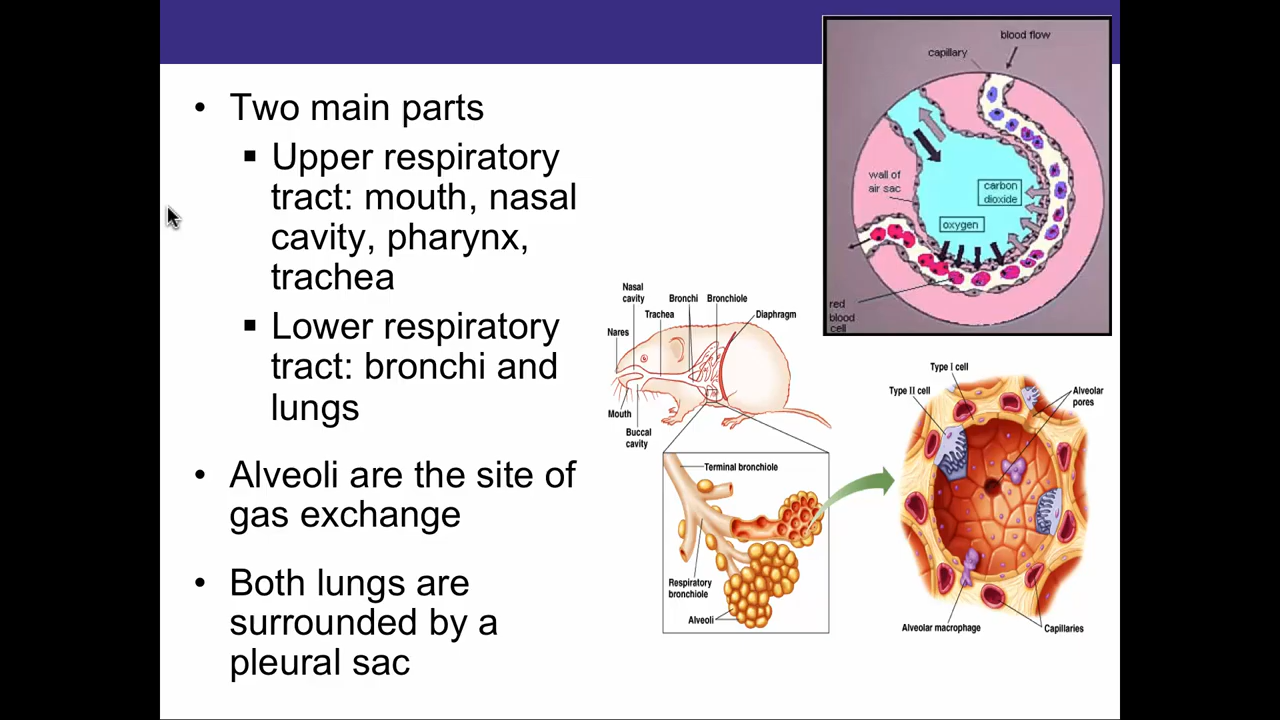 • Two main parts
▪ Upper respiratory
tract: mouth, nasal
cavity, pharynx,
trachea
▪ Lower respiratory
tract: bronchi and
lungs
• Alveoli are the site of
gas exchange
• Both lungs are
surrounded by a
pleural sac
blood flow
capillary
wall of
air sac
carbon
dioxide
oxygen
red
blood
cell
Nasal
cavity
Bronchi
Bronchiole
Trachea
Diaphragm
Nares
Mouth
Buccal
cavity
Terminal bronchiole
Respiratory
bronchiole
Alveoli
Type I cell
Type II cell
Alveolar
pores
Alveolar macrophage
Capillaries